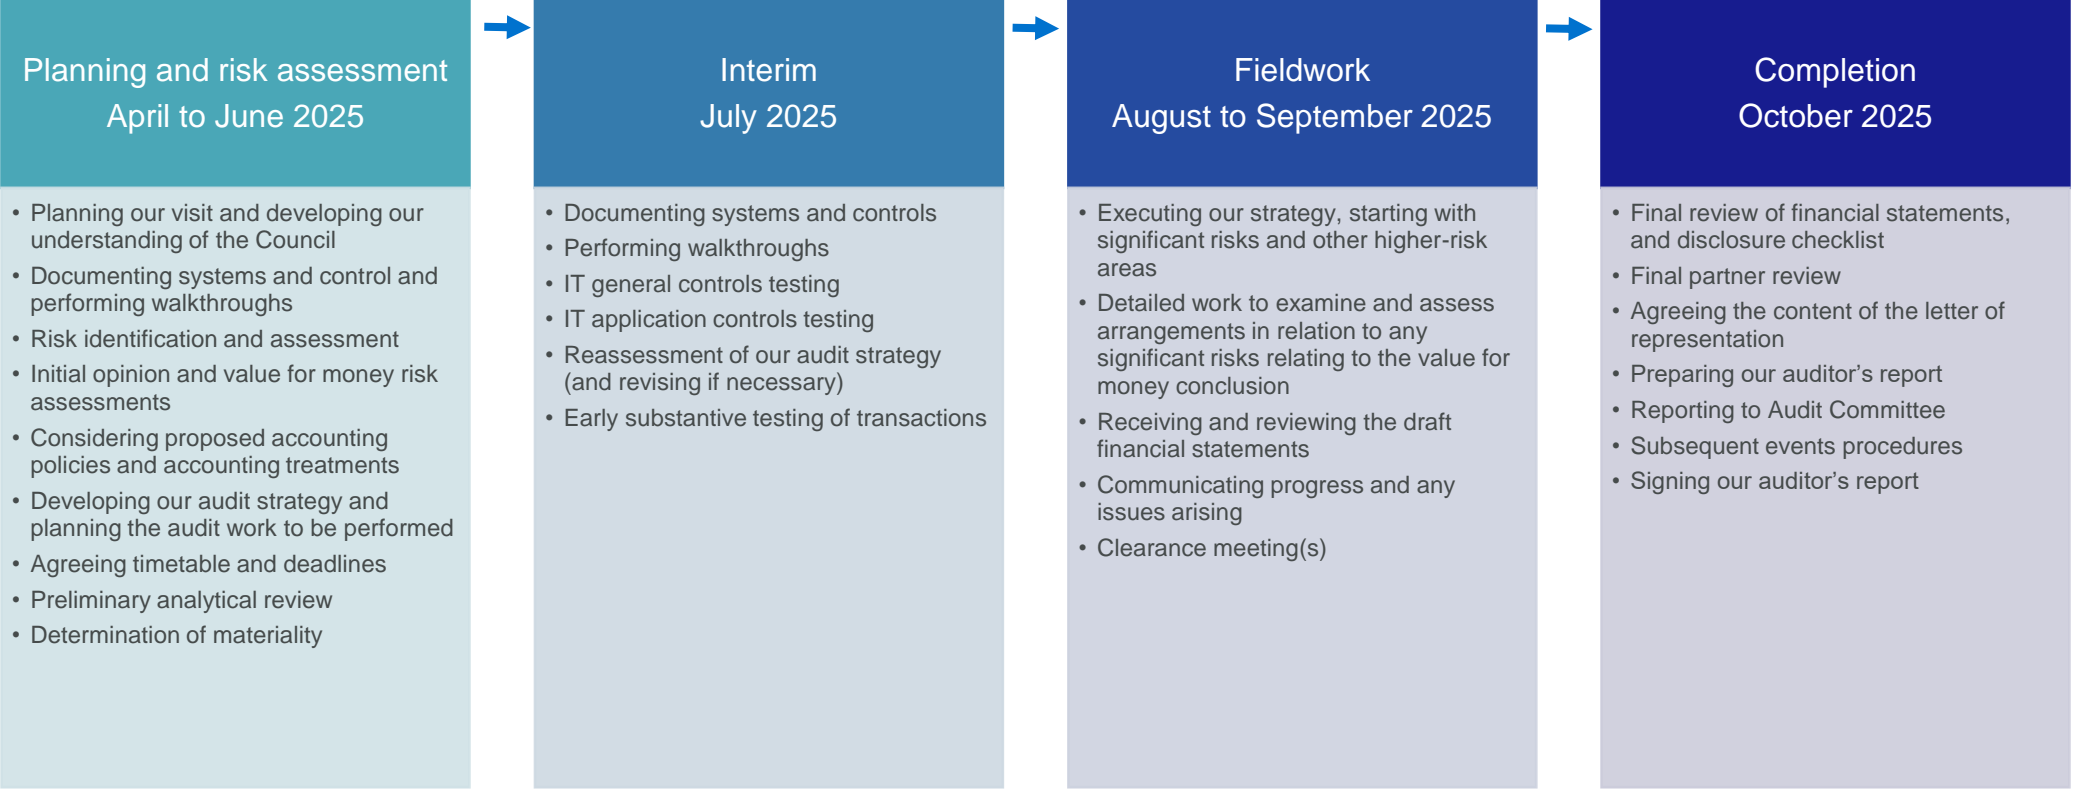 Planning and risk assessment
April to June 2025
• Planning our visit and developing our
understanding of the Council
• Documenting systems and control and
performing walkthroughs
• Risk identification and assessment
• Initial opinion and value for money risk
assessments
• Considering proposed accounting
policies and accounting treatments
• Developing our audit strategy and
planning the audit work to be performed
• Agreeing timetable and deadlines
• Preliminary analytical review
• Determination of materiality
Interim
July 2025
• Documenting systems and controls
• Performing walkthroughs
• IT general controls testing
• IT application controls testing
• Reassessment of our audit strategy
(and revising if necessary)
• Early substantive testing of transactions
Fieldwork
August to September 2025
• Executing our strategy, starting with
significant risks and other higher-risk
areas
• Detailed work to examine and assess
arrangements in relation to any
significant risks relating to the value for
money conclusion
• Receiving and reviewing the draft
financial statements
• Communicating progress and any
issues arising
• Clearance meeting(s)
Completion
October 2025
• Final review of financial statements,
and disclosure checklist
• Final partner review
• Agreeing the content of the letter of
representation
• Preparing our auditor’s report
• Reporting to Audit Committee
• Subsequent events procedures
• Signing our auditor’s report